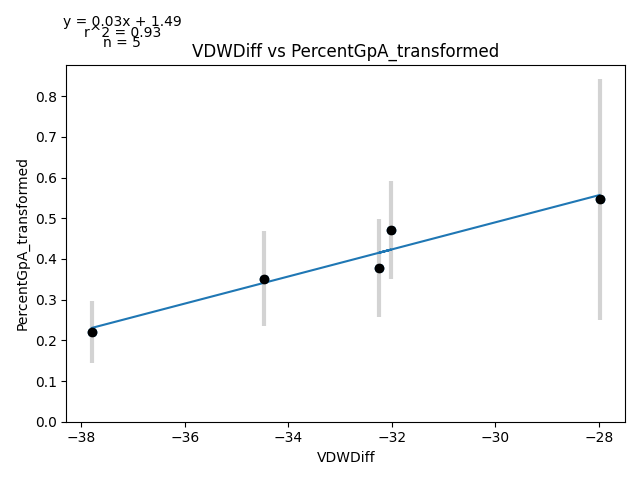 y = 0.03x + 1.49
r^2 = 0.93
n = 5
VDWDiff vs PercentGpA_transformed
0.8
0.7
0.6
0.5
0.4
0.3
0.2
0.1
0.0
PercentGpA_transformed
−38 −36 −34 −32 −30 −28
VDWDiff